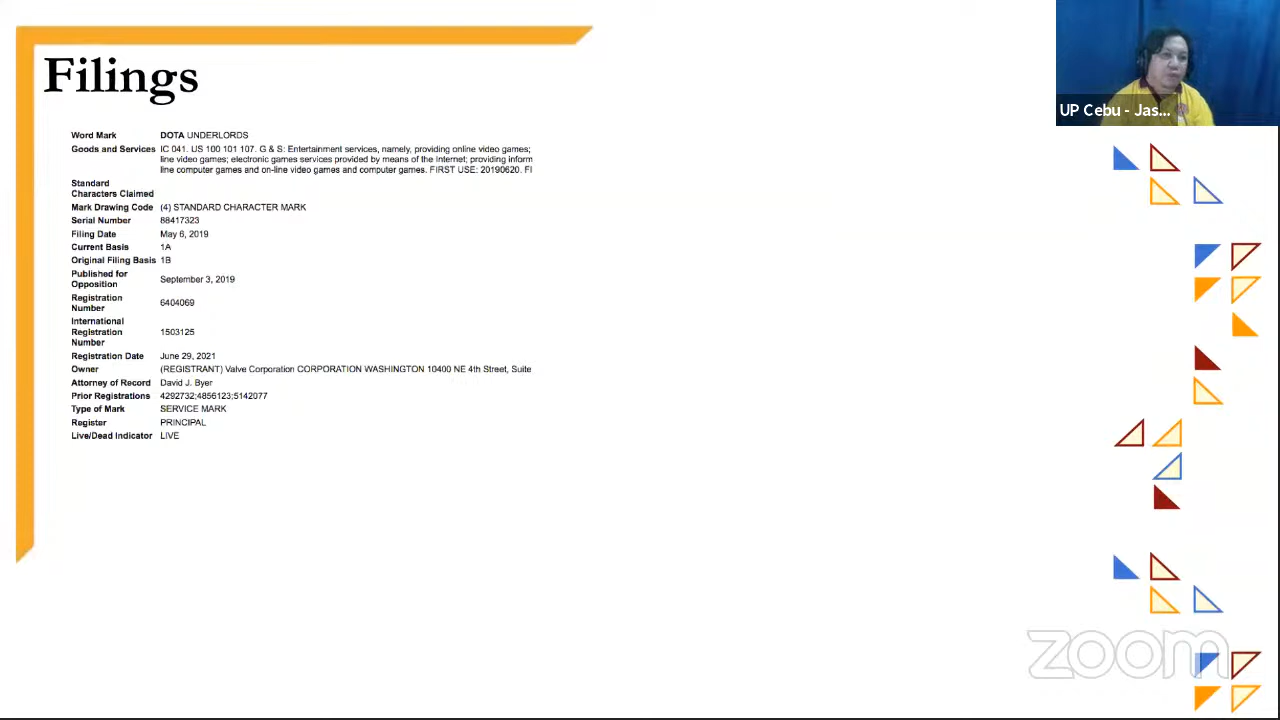 Filings
UP Cebu - Jas...
Word Mark DOTA UNDERLORDS
Goods and Services IC 041. US 100 101 107. G & S: Entertainment services, namely, providing online video games;
line video games; electronic games services provided by means of the Internet; providing inform
line computer games and on-line video games and computer games. FIRST USE: 20190620. FI
Standard
Characters Claimed
Mark Drawing Code (4) STANDARD CHARACTER MARK
Serial Number 88417323
Filing Date May 6, 2019
Current Basis 1A
Original Filing Basis 1B
Published for
Opposition September 3, 2019
Registration
Number 6404069
International
Registration
Number 1503125
Registration Date June 29, 2021
Owner (REGISTRANT) Valve Corporation CORPORATION WASHINGTON 10400 NE 4th Street, Suite
Attorney of Record David J. Byer
Prior Registrations 4292732;4856123;5142077
Type of Mark SERVICE MARK
Register PRINCIPAL
Live/Dead Indicator LIVE
zoom